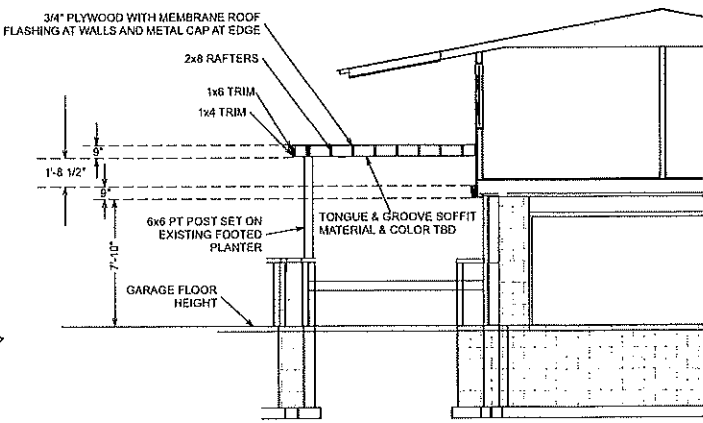 3/4" PLYWOOD WITH MEMBRANE ROOF
FLASHING AT WALLS AND METAL CAP AT EDGE
2x8 RAFTERS
1x6 TRIM
1x4 TRIM
9"
1'-8 1/2"
9"
6x6 PT POST SET ON
EXISTING FOOTED
PLANTER
TONGUE & GROOVE SOFFIT
MATERIAL & COLOR TBD
7'-10"
GARAGE FLOOR
HEIGHT